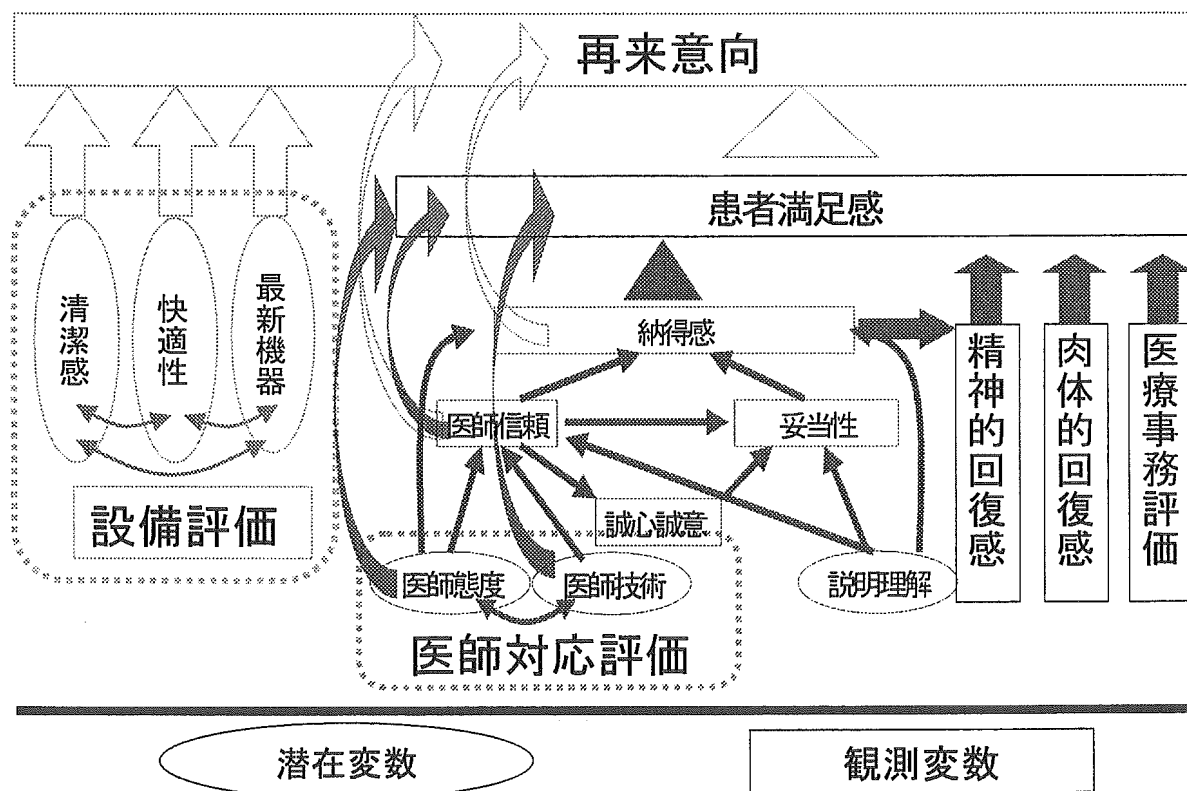 再来意向
患者満足感
清潔感
快適性
最新機器
納得感
精神的回復感
肉体的回復感
医療事務評価
医師信頼
妥当性
設備評価
誠心誠意
医師態度
医師技術
説明理解
医師対応評価
潜在変数
観測変数